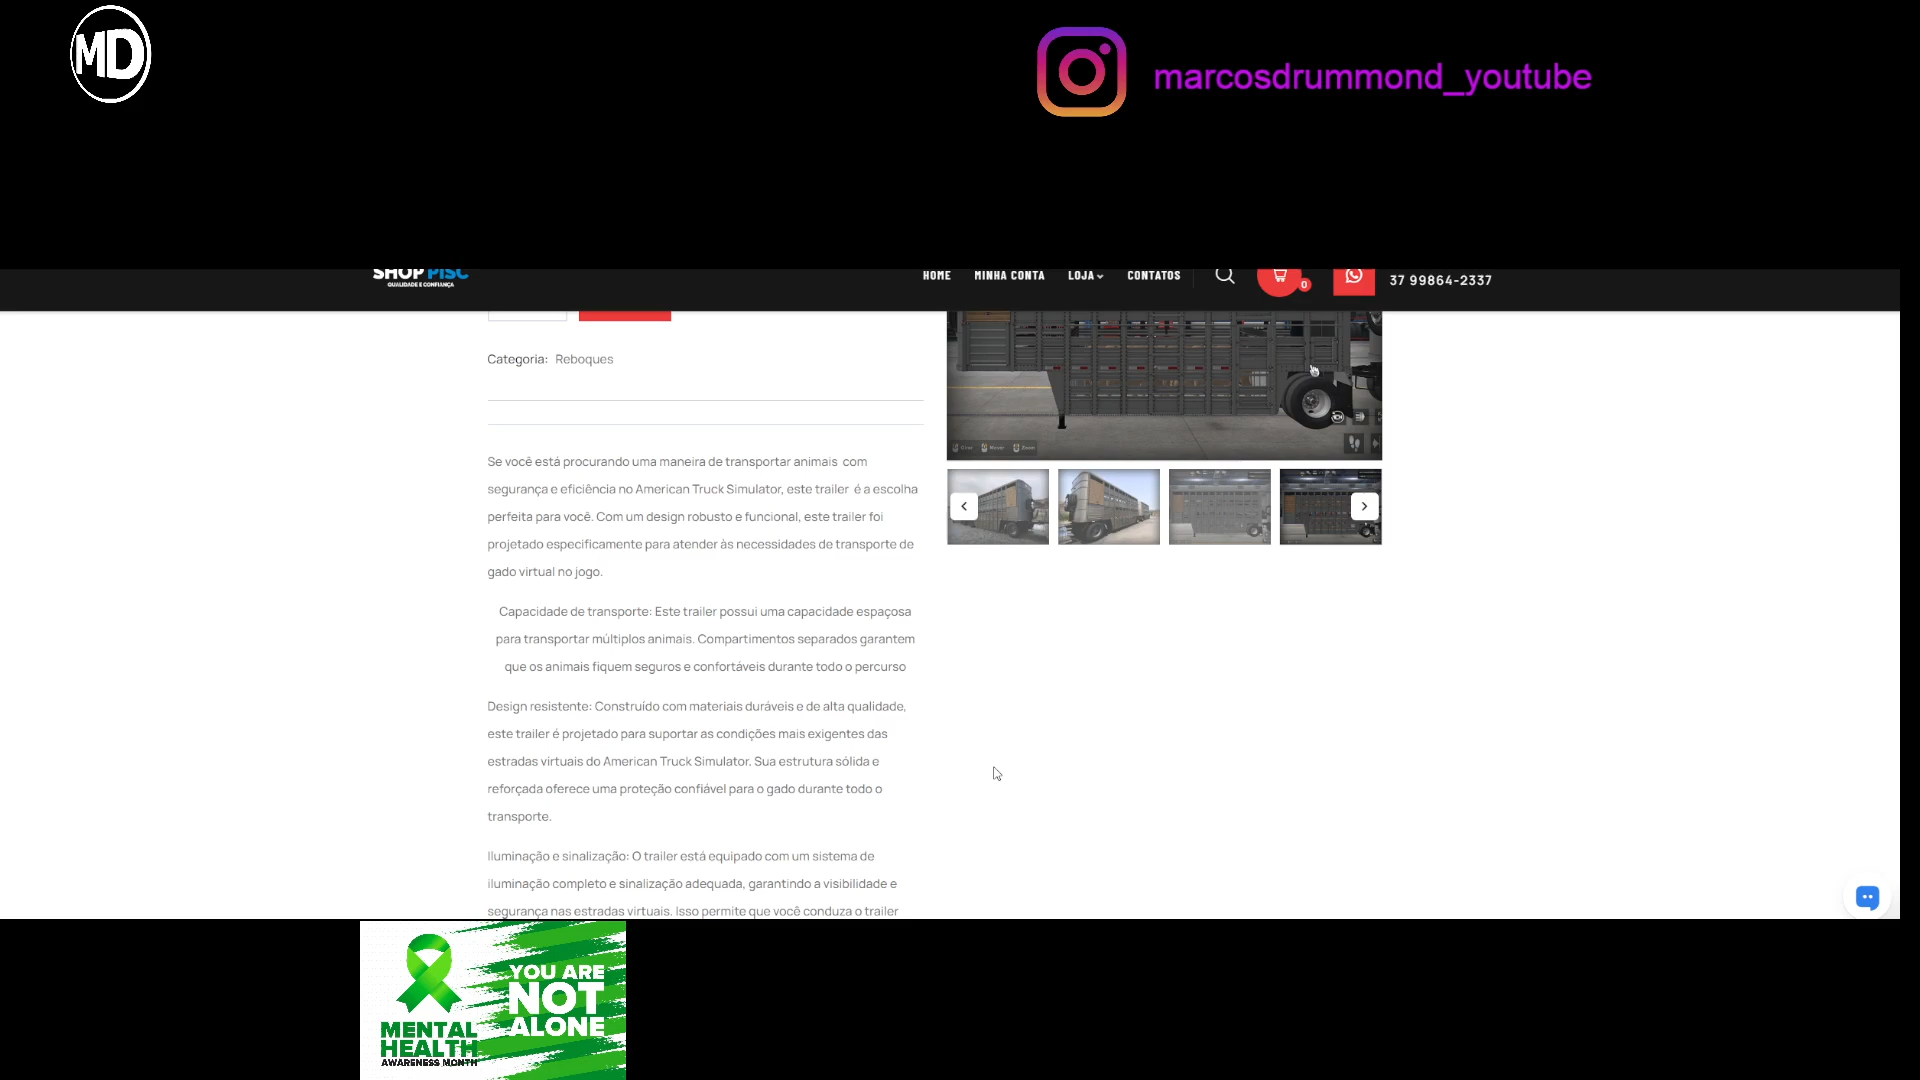 MD
marcosdrummond_youtube
SHOP PISC
QUALIDADE E CONFIANÇA
HOME MINHA CONTA LOJA CONTATOS
0
37 99864-2337
Categoria: Reboques
Se você está procurando uma maneira de transportar animais com
segurança e eficiência no American Truck Simulator, este trailer é a escolha
perfeita para você. Com um design robusto e funcional, este trailer foi
projetado especificamente para atender às necessidades de transporte de
gado virtual no jogo.
Capacidade de transporte: Este trailer possui uma capacidade espaçosa
para transportar múltiplos animais. Compartimentos separados garantem
que os animais fiquem seguros e confortáveis durante todo o percurso
Design resistente: Construído com materiais duráveis e de alta qualidade,
este trailer é projetado para suportar as condições mais exigentes das
estradas virtuais do American Truck Simulator. Sua estrutura sólida e
reforçada oferece uma proteção confiável para o gado durante todo o
transporte.
Iluminação e sinalização: O trailer está equipado com um sistema de
iluminação completo e sinalização adequada, garantindo a visibilidade e
segurança nas estradas virtuais. Isso permite que você conduza o trailer
YOU ARE
NOT
ALONE
MENTAL
HEALTH
AWARENESS MONTH